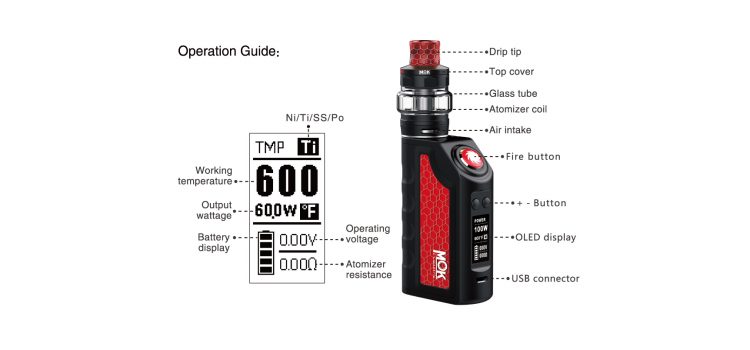 Operation Guide:
Ni/Ti/SS/Po
TMP Ti
Working
temperature
600
Output
wattage
60.0W °F
Battery
display
0.00V
Operating
voltage
0.00Ω
Atomizer
resistance
Drip tip
Top cover
MOK
Glass tube
Atomizer coil
Air intake
Fire button
+ - Button
POWER
100W
OLED display
MOK
USB connector